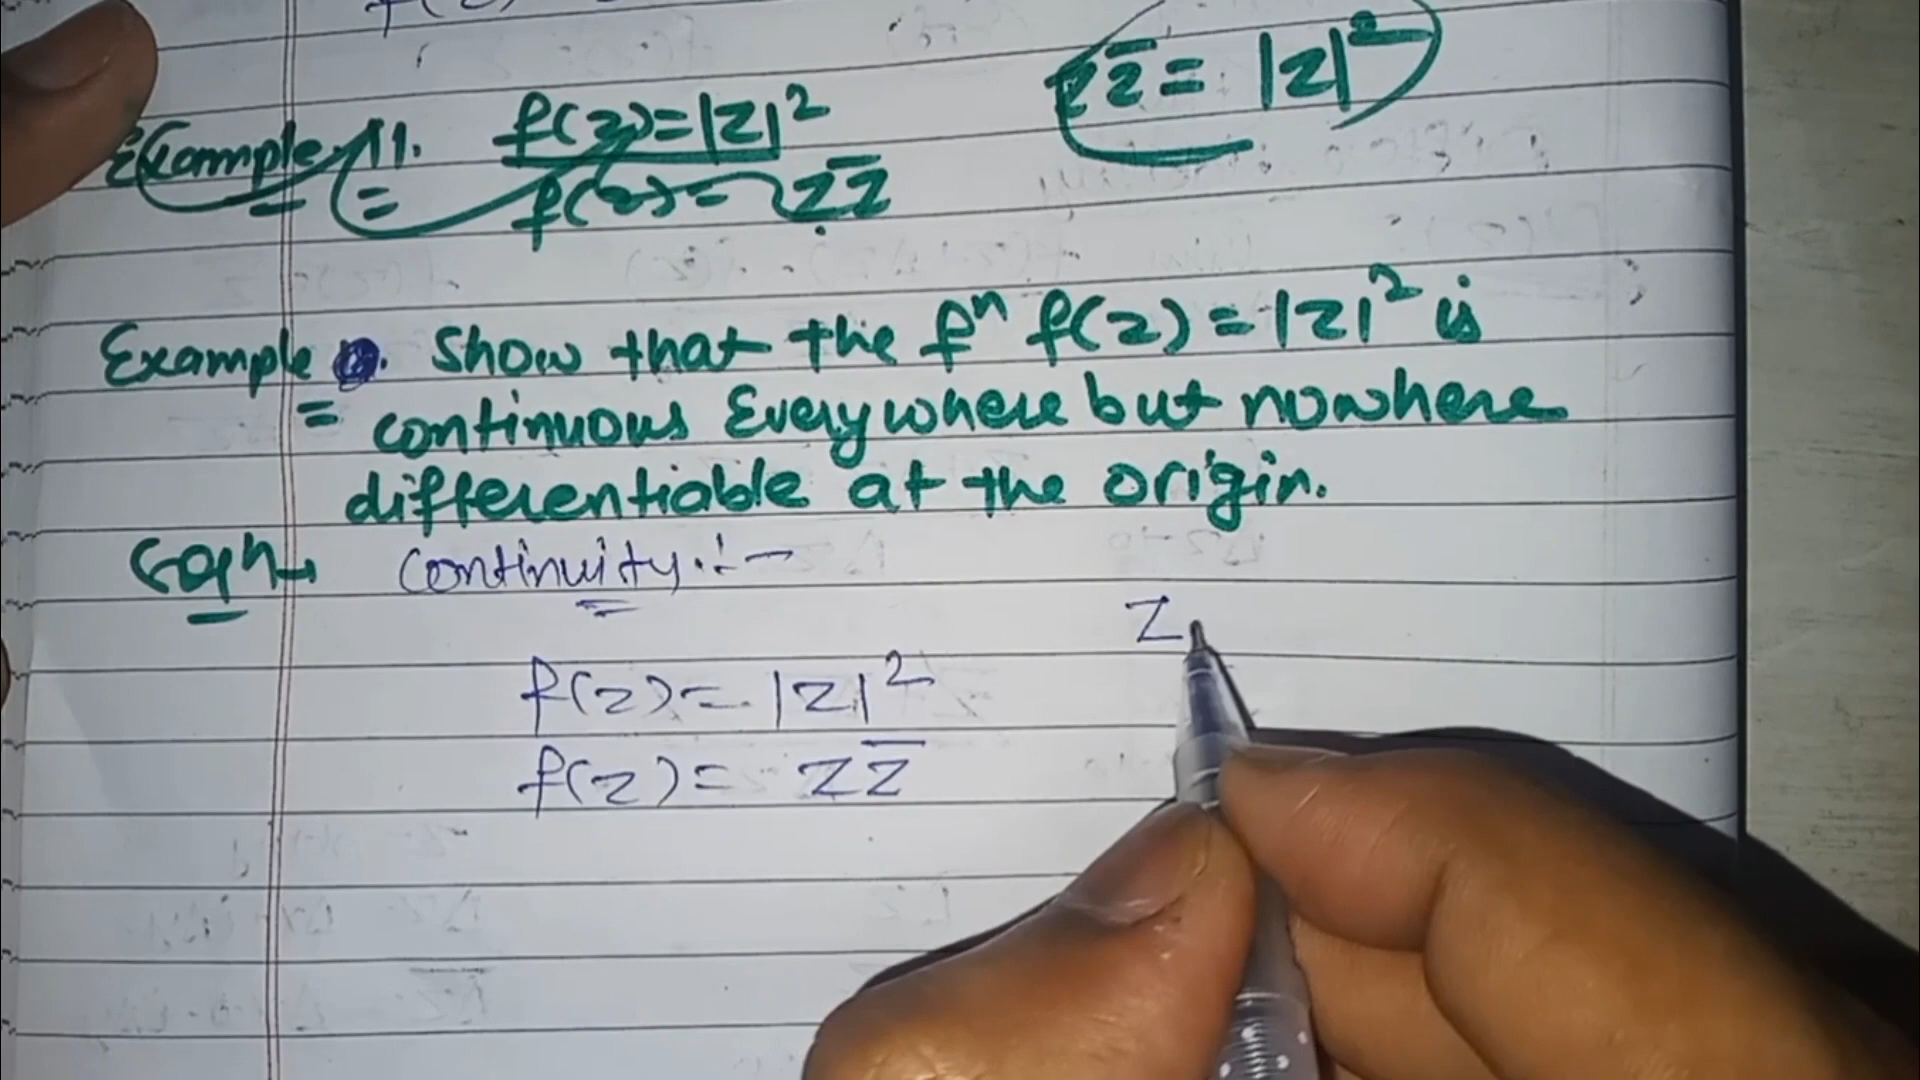 zz̅ = |z|²
Example 11. f(z)=|z|²
=
f(z)= zz̅
Example . Show that the fⁿ f(z)=|z|² is
= continuous Everywhere but nowhere
differentiable at the origin.
Solⁿ→ Continuity:-
Z
f(z)= |z|²
f(z)= zz̅